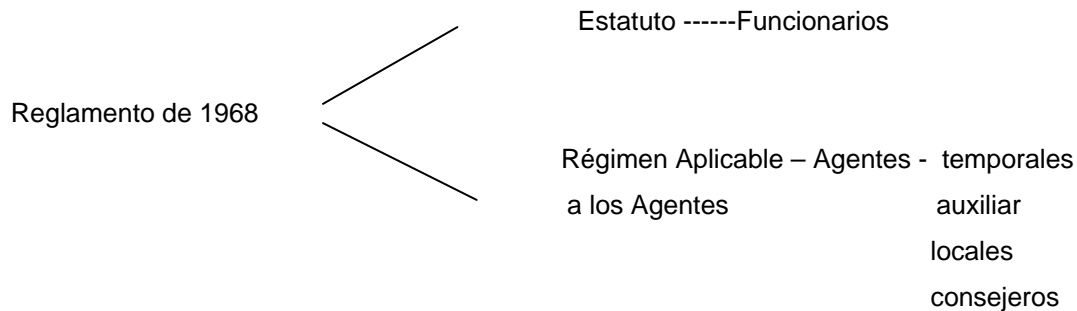 Estatuto ------Funcionarios
Reglamento de 1968
Régimen Aplicable – Agentes - temporales
a los Agentes auxiliar
locales
consejeros